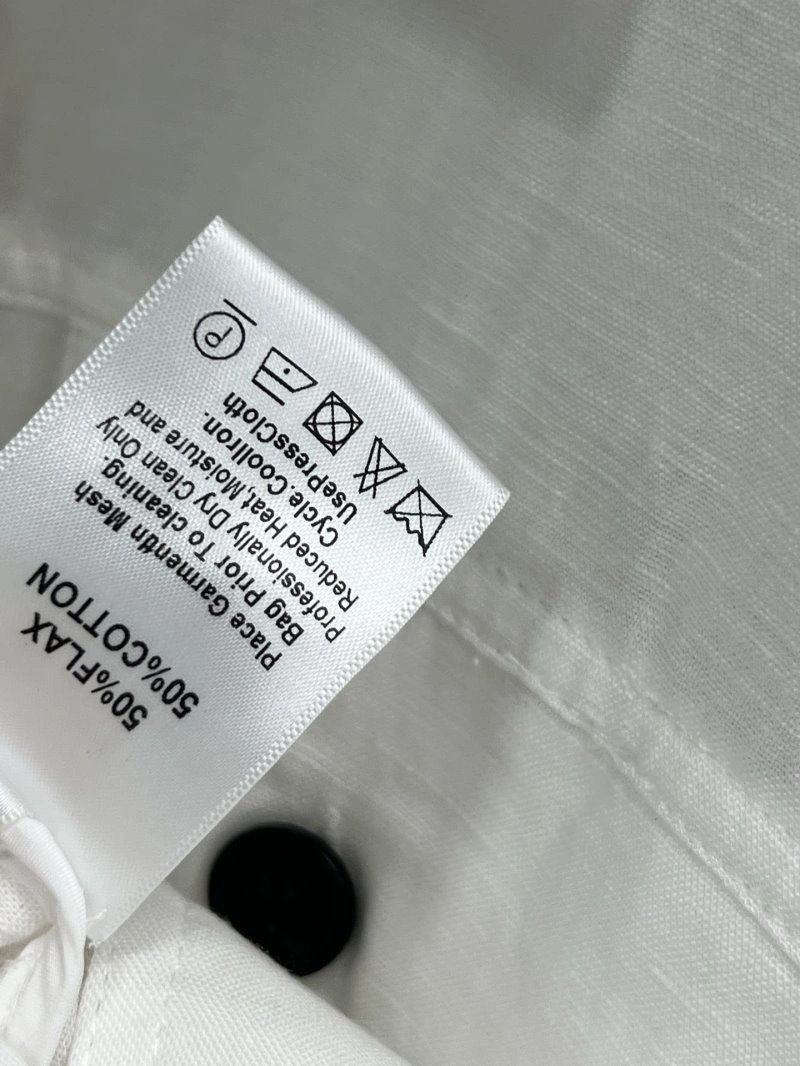 50%FLAX
50%COTTON
Place GarmentIn Mesh
Bag Prior To cleaning.
Professionally Dry Clean Only
Reduced Heat,Moisture and
Cycle.CoolIron.
UsePressCloth
P